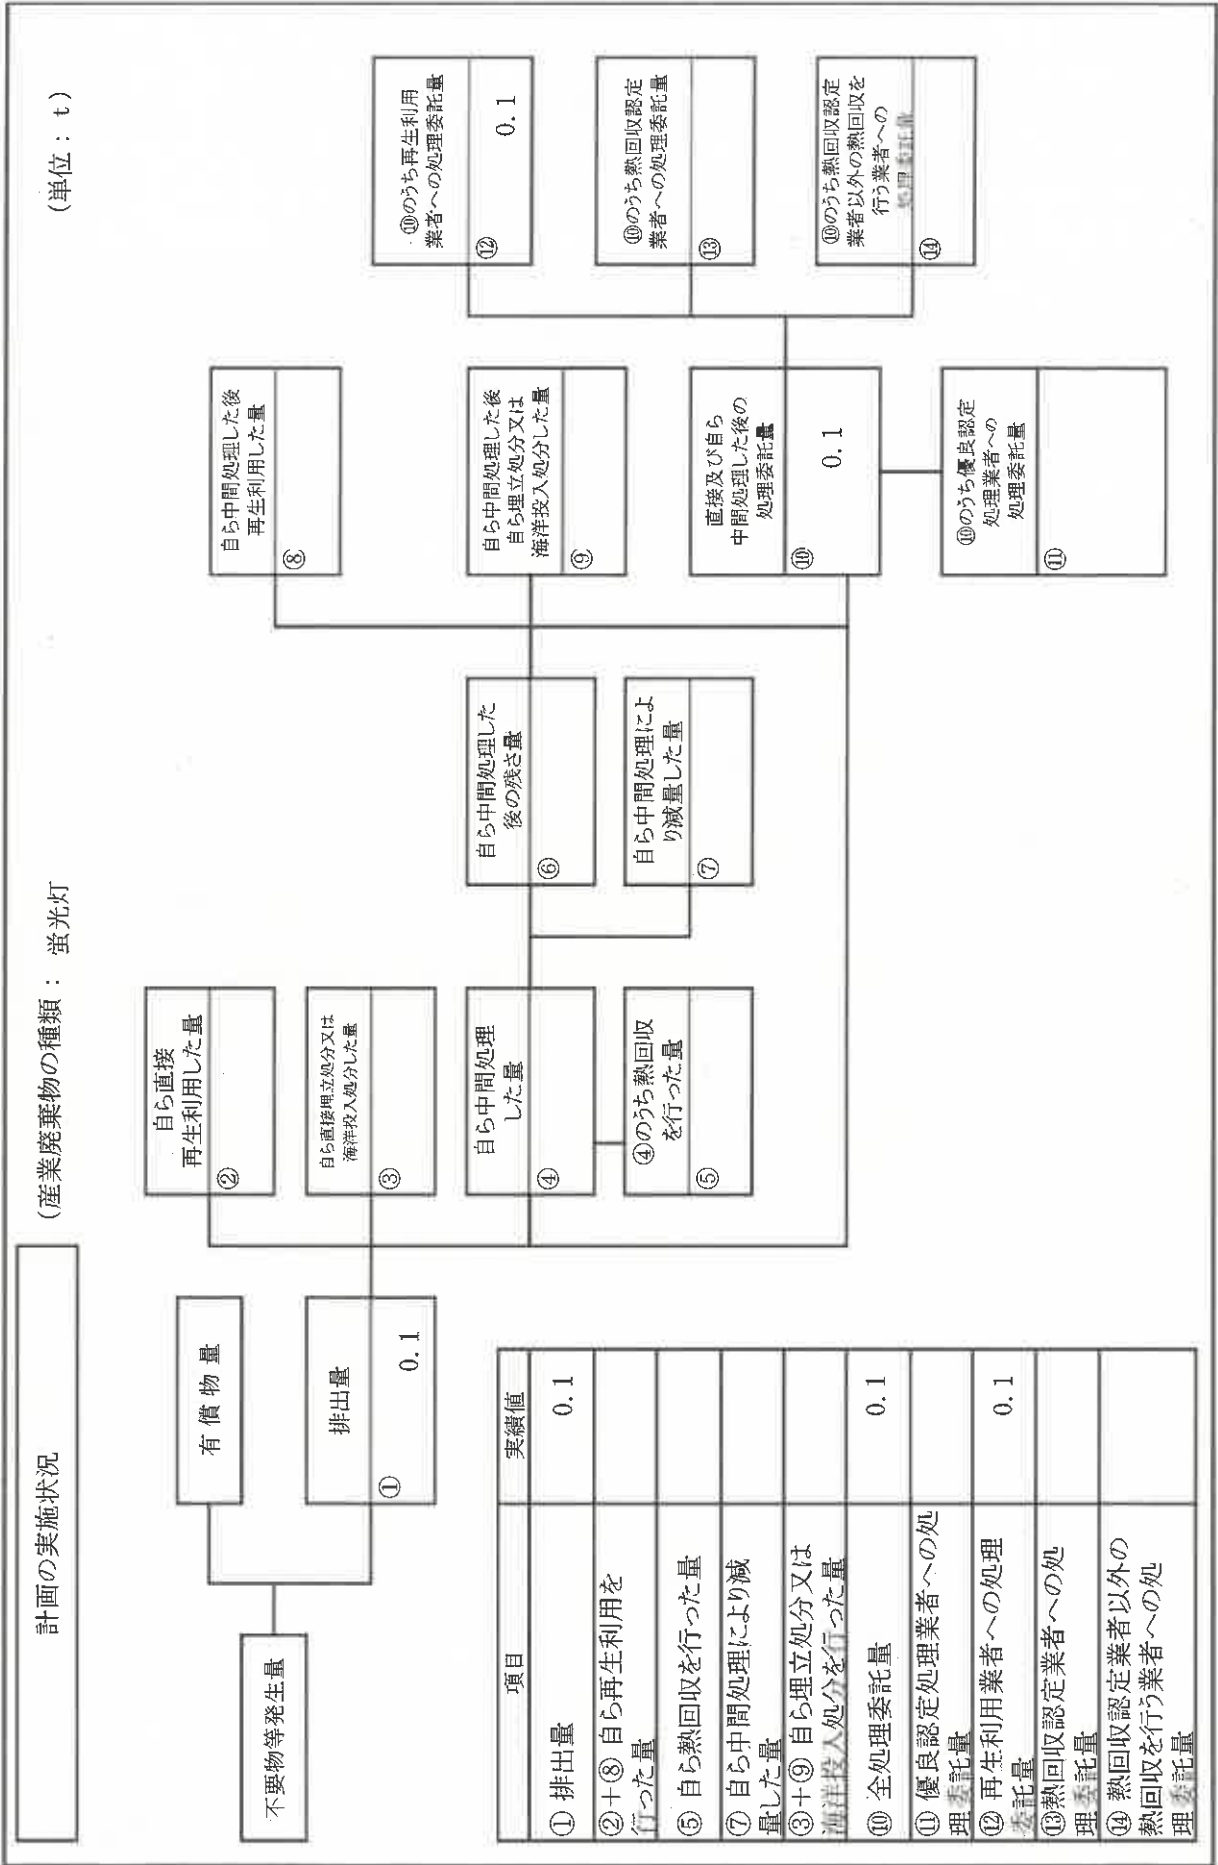 計画の実施状況
(産業廃棄物の種類： 蛍光灯
(単位：t)
不要物等発生量
有償物量
排出量
① 0.1
自ら直接
再生利用した量
②
自ら直接埋立処分又は
海洋投入処分した量
③
自ら中間処理
した量
④
④のうち熱回収
を行った量
⑤
自ら中間処理した
後の残さ量
⑥
自ら中間処理によ
り減量した量
⑦
自ら中間処理した後
再生利用した量
⑧
自ら中間処理した後
自ら埋立処分又は
海洋投入処分した量
⑨
直接及び自ら
中間処理した後の
処理委託量
⑩ 0.1
⑩のうち優良認定
処理業者への
処理委託量
⑪
⑩のうち再生利用
業者への処理委託量
⑫ 0.1
⑩のうち熱回収認定
業者への処理委託量
⑬
⑩のうち熱回収認定
業者以外の熱回収を
行う業者への
処理委託量
⑭
項目 実績値
① 排出量 0.1
②+⑧ 自ら再生利用を
行った量
⑤ 自ら熱回収を行った量
⑦ 自ら中間処理により減
量した量
③+⑨ 自ら埋立処分又は
海洋投入処分を行った量
⑩ 全処理委託量 0.1
⑪ 優良認定処理業者への処
理委託量
⑫ 再生利用業者への処理 0.1
委託量
⑬熱回収認定業者への処
理委託量
⑭ 熱回収認定業者以外の
熱回収を行う業者への処
理委託量